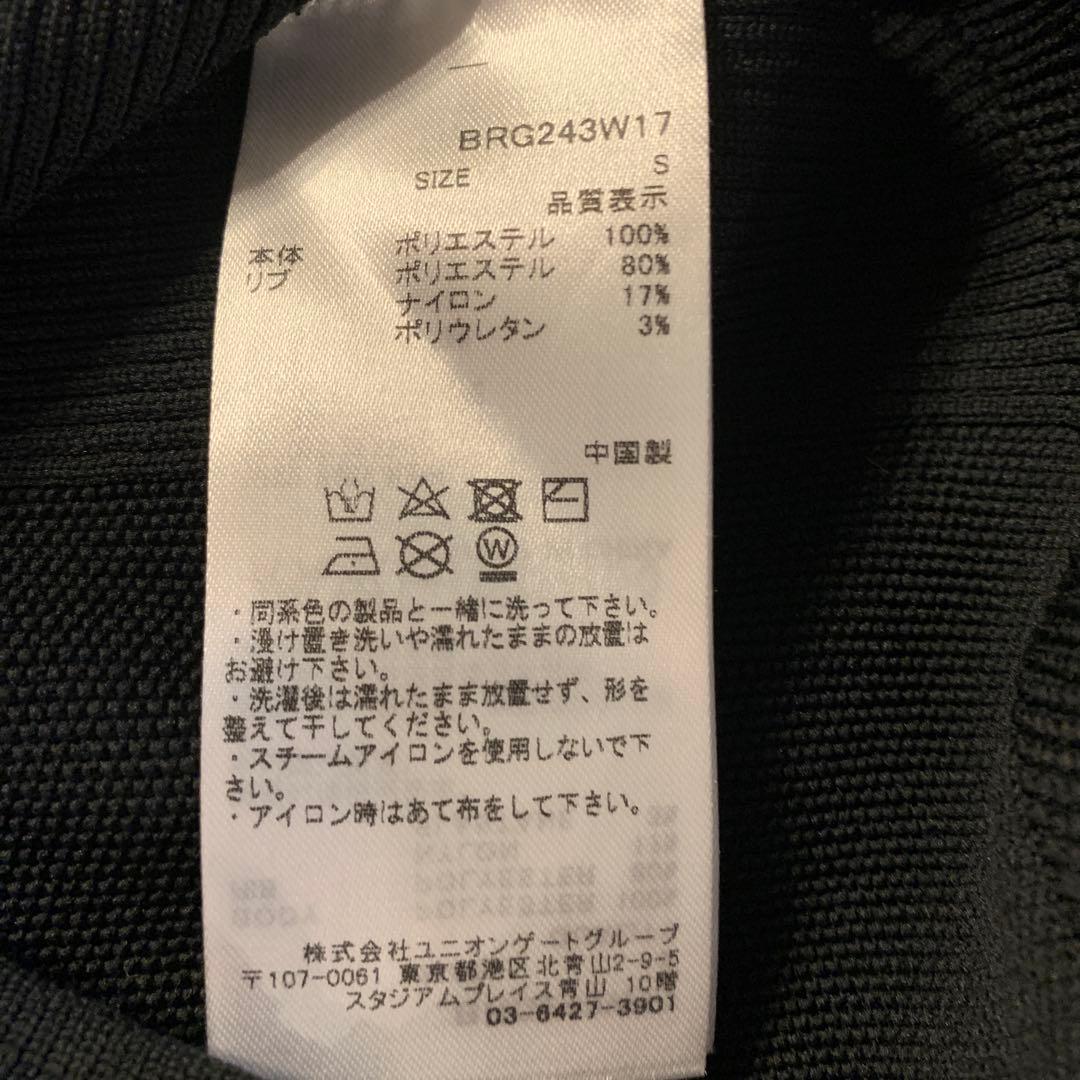 BRG243W17
SIZE S
品質表示
本体 ポリエステル 100%
リブ ポリエステル 80%
ナイロン 17%
ポリウレタン 3%
中国製
W
・同系色の製品と一緒に洗って下さい。
・浸け置き洗いや濡れたままの放置は
お避け下さい。
・洗濯後は濡れたまま放置せず、形を
整えて干してください。
・スチームアイロンを使用しないで下
さい。
・アイロン時はあて布をして下さい。
BODY POLYESTER 100%
RIB POLYESTER 80%
NYLON 17%
株式会社ユニオンゲートグループ
〒107-0061 東京都港区北青山2-9-5
スタジアムプレイス青山 10階
03-6427-3901